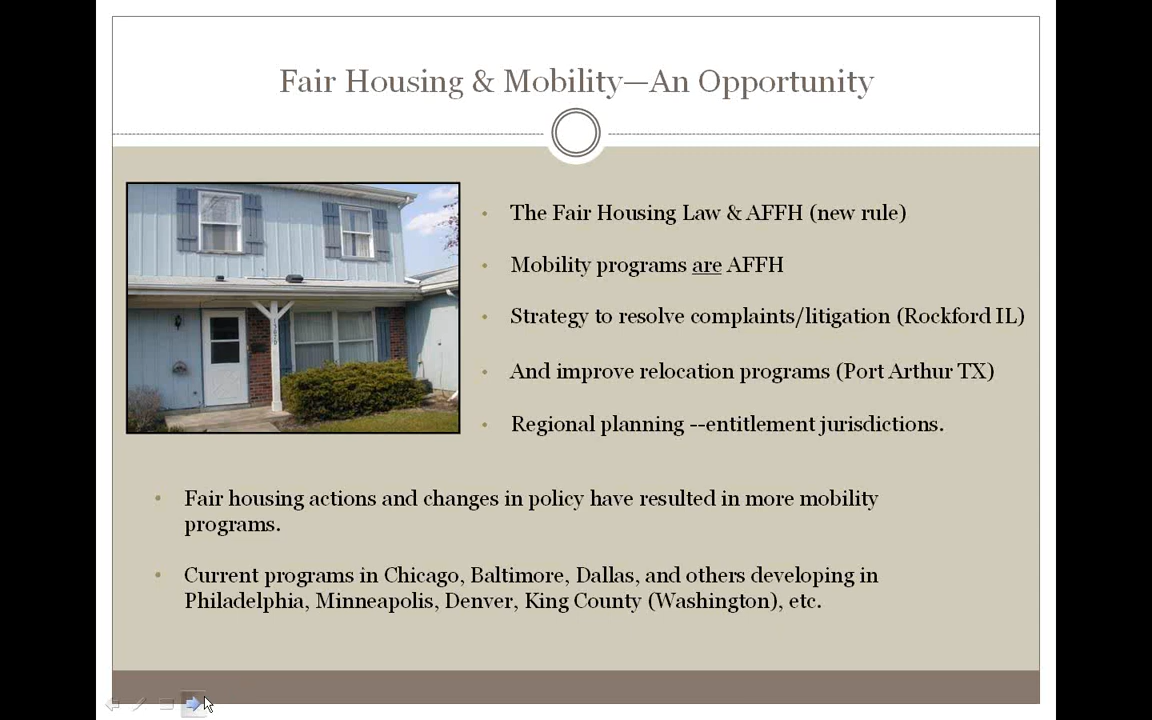 Fair Housing & Mobility—An Opportunity
• The Fair Housing Law & AFFH (new rule)
• Mobility programs are AFFH
• Strategy to resolve complaints/litigation (Rockford IL)
• And improve relocation programs (Port Arthur TX)
• Regional planning --entitlement jurisdictions.
• Fair housing actions and changes in policy have resulted in more mobility
programs.
• Current programs in Chicago, Baltimore, Dallas, and others developing in
Philadelphia, Minneapolis, Denver, King County (Washington), etc.